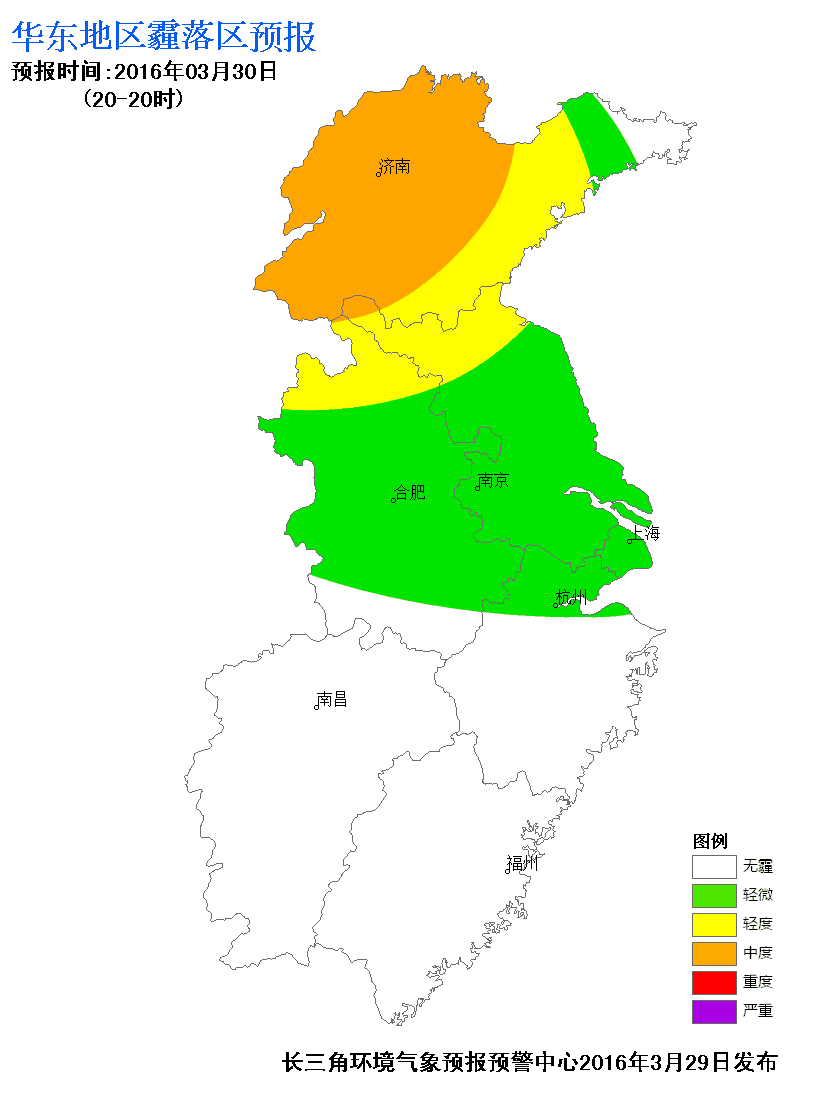 华东地区霾落区预报
预报时间:2016年03月30日
(20-20时)
济南
合肥
南京
上海
杭州
南昌
福州
图例
无霾
轻微
轻度
中度
重度
严重
长三角环境气象预报预警中心2016年3月29日发布